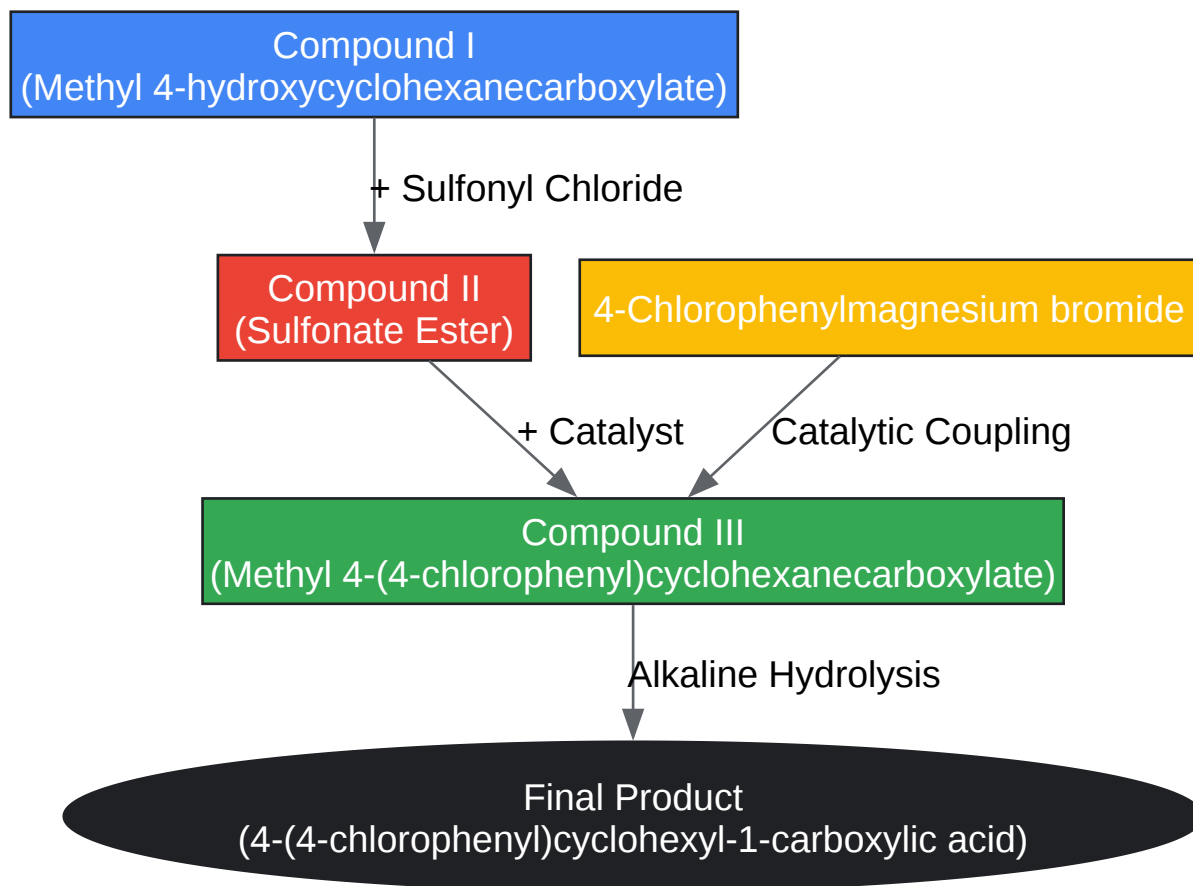 Compound I
(Methyl 4-hydroxycyclohexanecarboxylate)
+ Sulfonyl Chloride
Compound II
(Sulfonate Ester)
4-Chlorophenylmagnesium bromide
+ Catalyst
Catalytic Coupling
Compound III
(Methyl 4-(4-chlorophenyl)cyclohexanecarboxylate)
Alkaline Hydrolysis
Final Product
(4-(4-chlorophenyl)cyclohexyl-1-carboxylic acid)